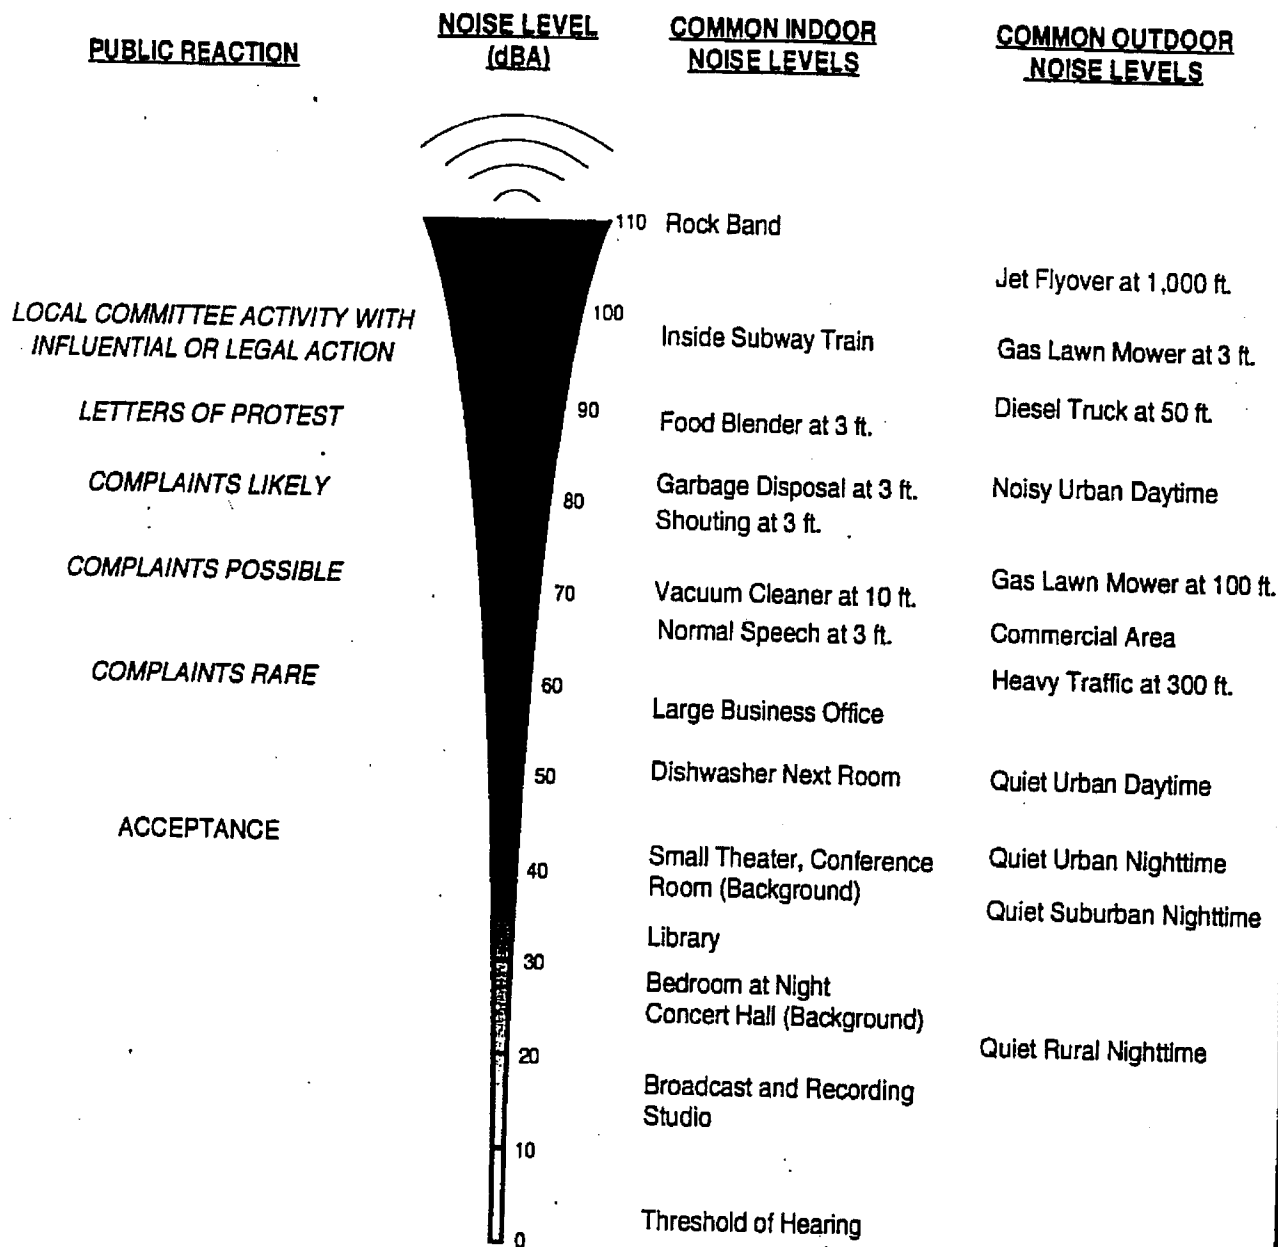 PUBLIC REACTION
NOISE LEVEL
(dBA)
COMMON INDOOR
NOISE LEVELS
COMMON OUTDOOR
NOISE LEVELS
110 Rock Band
Jet Flyover at 1,000 ft.
LOCAL COMMITTEE ACTIVITY WITH
INFLUENTIAL OR LEGAL ACTION
100
Inside Subway Train
Gas Lawn Mower at 3 ft.
LETTERS OF PROTEST
90
Food Blender at 3 ft.
Diesel Truck at 50 ft.
COMPLAINTS LIKELY
80
Garbage Disposal at 3 ft.
Shouting at 3 ft.
Noisy Urban Daytime
COMPLAINTS POSSIBLE
70
Vacuum Cleaner at 10 ft.
Normal Speech at 3 ft.
Gas Lawn Mower at 100 ft.
Commercial Area
COMPLAINTS RARE
60
Heavy Traffic at 300 ft.
Large Business Office
50
Dishwasher Next Room
Quiet Urban Daytime
ACCEPTANCE
40
Small Theater, Conference
Room (Background)
Quiet Urban Nighttime
Quiet Suburban Nighttime
Library
30
Bedroom at Night
Concert Hall (Background)
20
Quiet Rural Nighttime
Broadcast and Recording
Studio
10
Threshold of Hearing
0